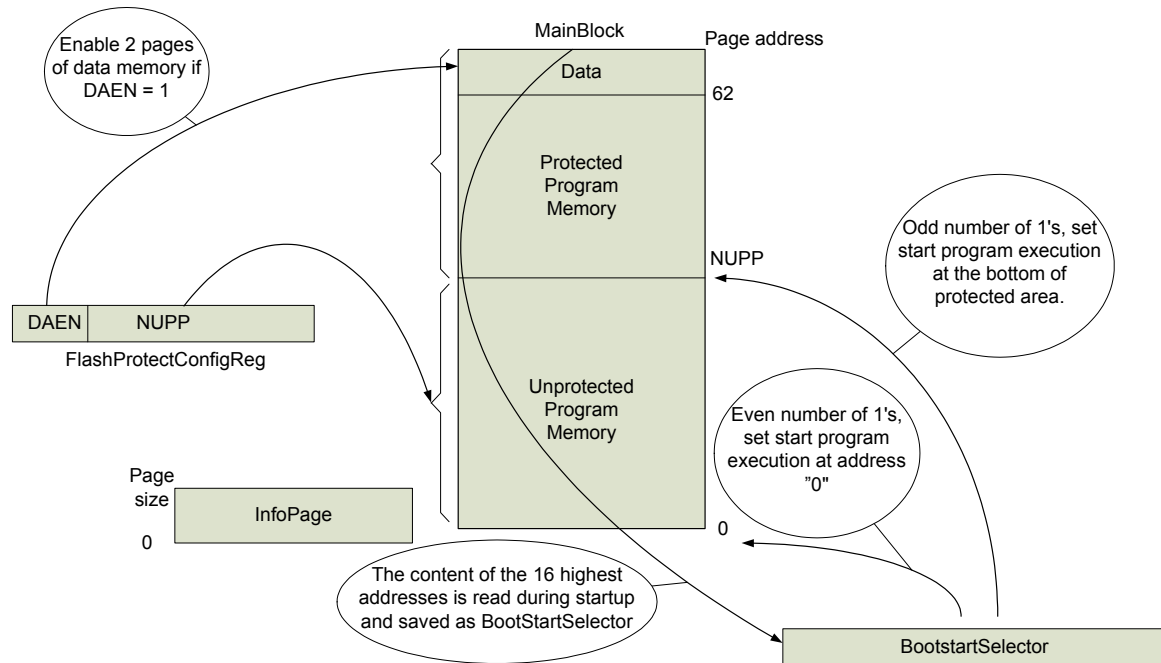 Enable 2 pages
of data memory if
DAEN = 1
MainBlock
Page address
Data
62
Protected
Program
Memory
Odd number of 1's, set
start program execution
at the bottom of
protected area.
NUPP
DAEN
NUPP
FlashProtectConfigReg
Unprotected
Program
Memory
Even number of 1's,
set start program
execution at address
”0"
Page
size
InfoPage
0
0
The content of the 16 highest
addresses is read during startup
and saved as BootStartSelector
BootstartSelector